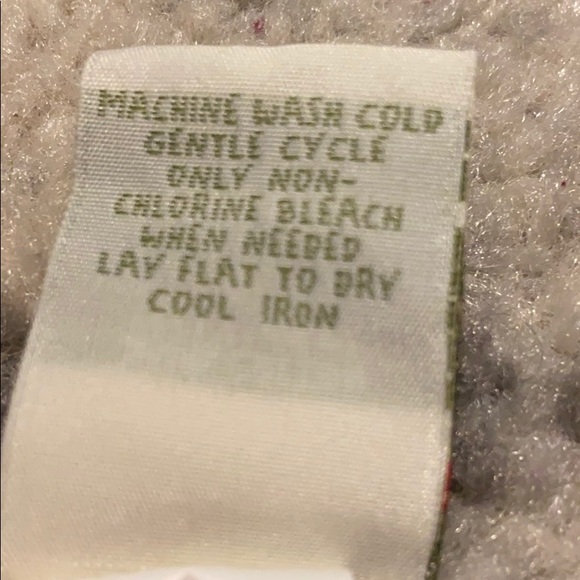 MACHINE WASH COLD
GENTLE CYCLE
ONLY NON-
CHLORINE BLEACH
WHEN NEEDED
LAY FLAT TO DRY
COOL IRON